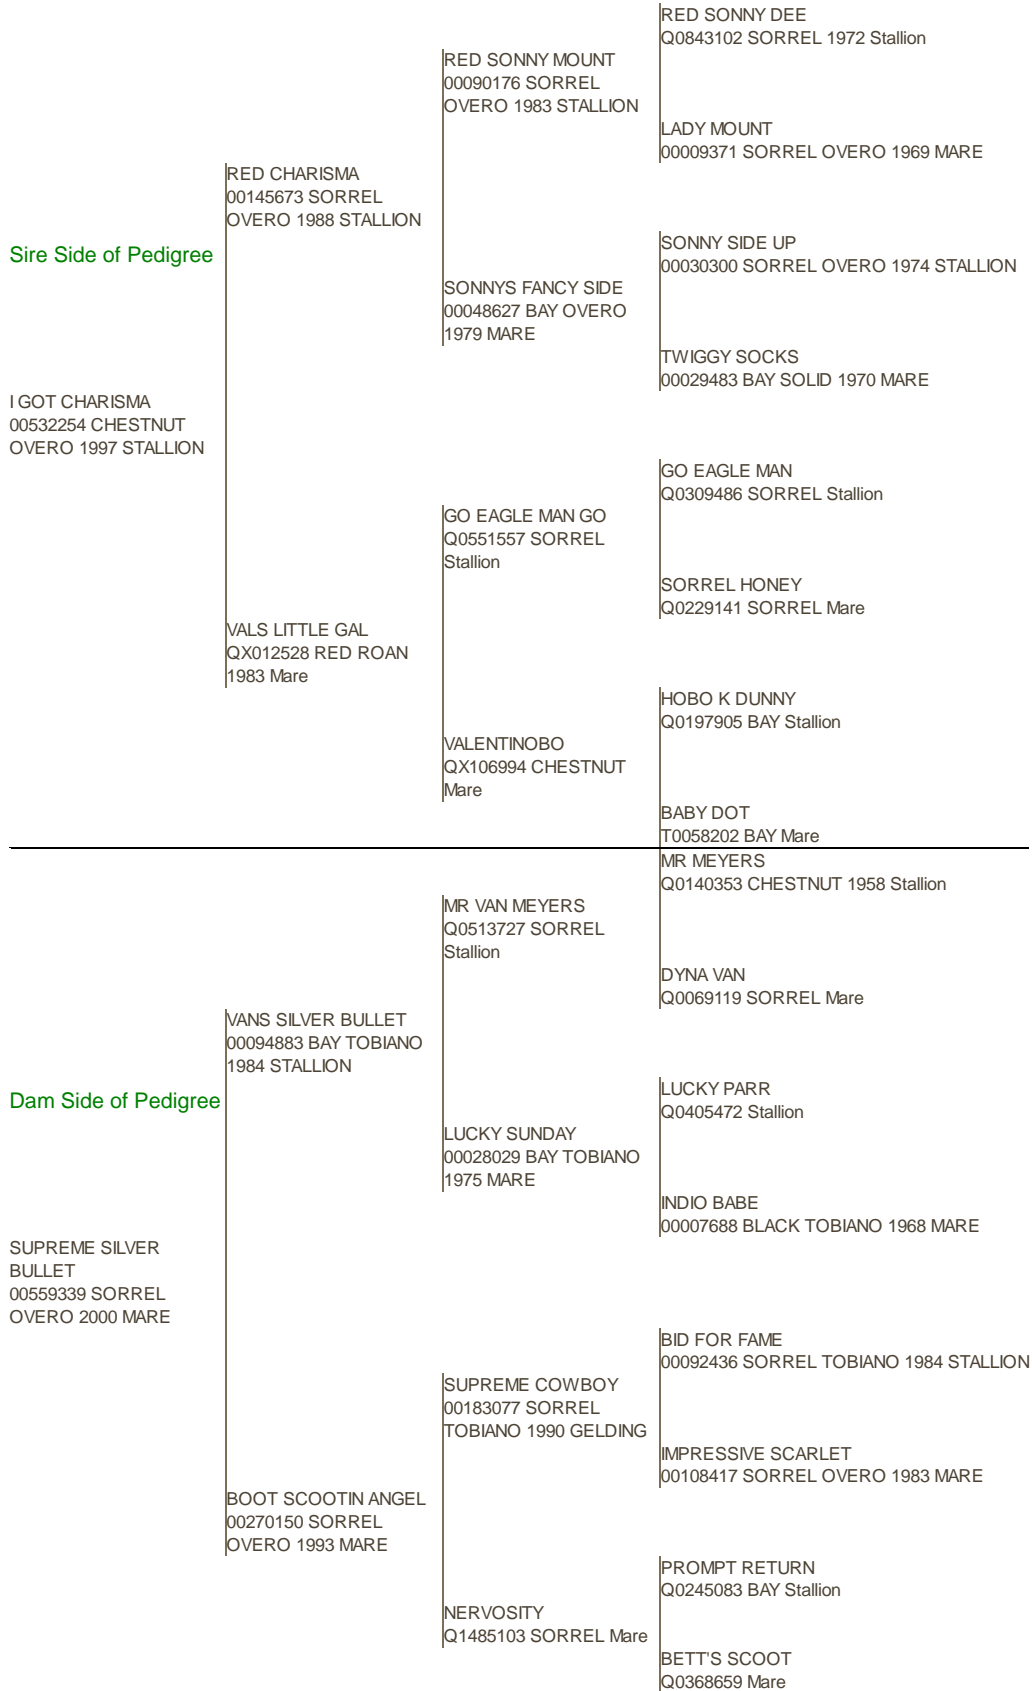 RED SONNY DEE
Q0843102 SORREL 1972 Stallion
RED SONNY MOUNT
00090176 SORREL
OVERO 1983 STALLION
LADY MOUNT
00009371 SORREL OVERO 1969 MARE
RED CHARISMA
00145673 SORREL
OVERO 1988 STALLION
Sire Side of Pedigree
SONNY SIDE UP
00030300 SORREL OVERO 1974 STALLION
SONNYS FANCY SIDE
00048627 BAY OVERO
1979 MARE
TWIGGY SOCKS
00029483 BAY SOLID 1970 MARE
I GOT CHARISMA
00532254 CHESTNUT
OVERO 1997 STALLION
GO EAGLE MAN
Q0309486 SORREL Stallion
GO EAGLE MAN GO
Q0551557 SORREL
Stallion
SORREL HONEY
Q0229141 SORREL Mare
VALS LITTLE GAL
QX012528 RED ROAN
1983 Mare
HOBO K DUNNY
Q0197905 BAY Stallion
VALENTINOBO
QX106994 CHESTNUT
Mare
BABY DOT
T0058202 BAY Mare
MR MEYERS
Q0140353 CHESTNUT 1958 Stallion
MR VAN MEYERS
Q0513727 SORREL
Stallion
DYNA VAN
Q0069119 SORREL Mare
VANS SILVER BULLET
00094883 BAY TOBIANO
1984 STALLION
Dam Side of Pedigree
LUCKY PARR
Q0405472 Stallion
LUCKY SUNDAY
00028029 BAY TOBIANO
1975 MARE
INDIO BABE
00007688 BLACK TOBIANO 1968 MARE
SUPREME SILVER
BULLET
00559339 SORREL
OVERO 2000 MARE
BID FOR FAME
00092436 SORREL TOBIANO 1984 STALLION
SUPREME COWBOY
00183077 SORREL
TOBIANO 1990 GELDING
IMPRESSIVE SCARLET
00108417 SORREL OVERO 1983 MARE
BOOT SCOOTIN ANGEL
00270150 SORREL
OVERO 1993 MARE
PROMPT RETURN
Q0245083 BAY Stallion
NERVOSITY
Q1485103 SORREL Mare
BETT'S SCOOT
Q0368659 Mare